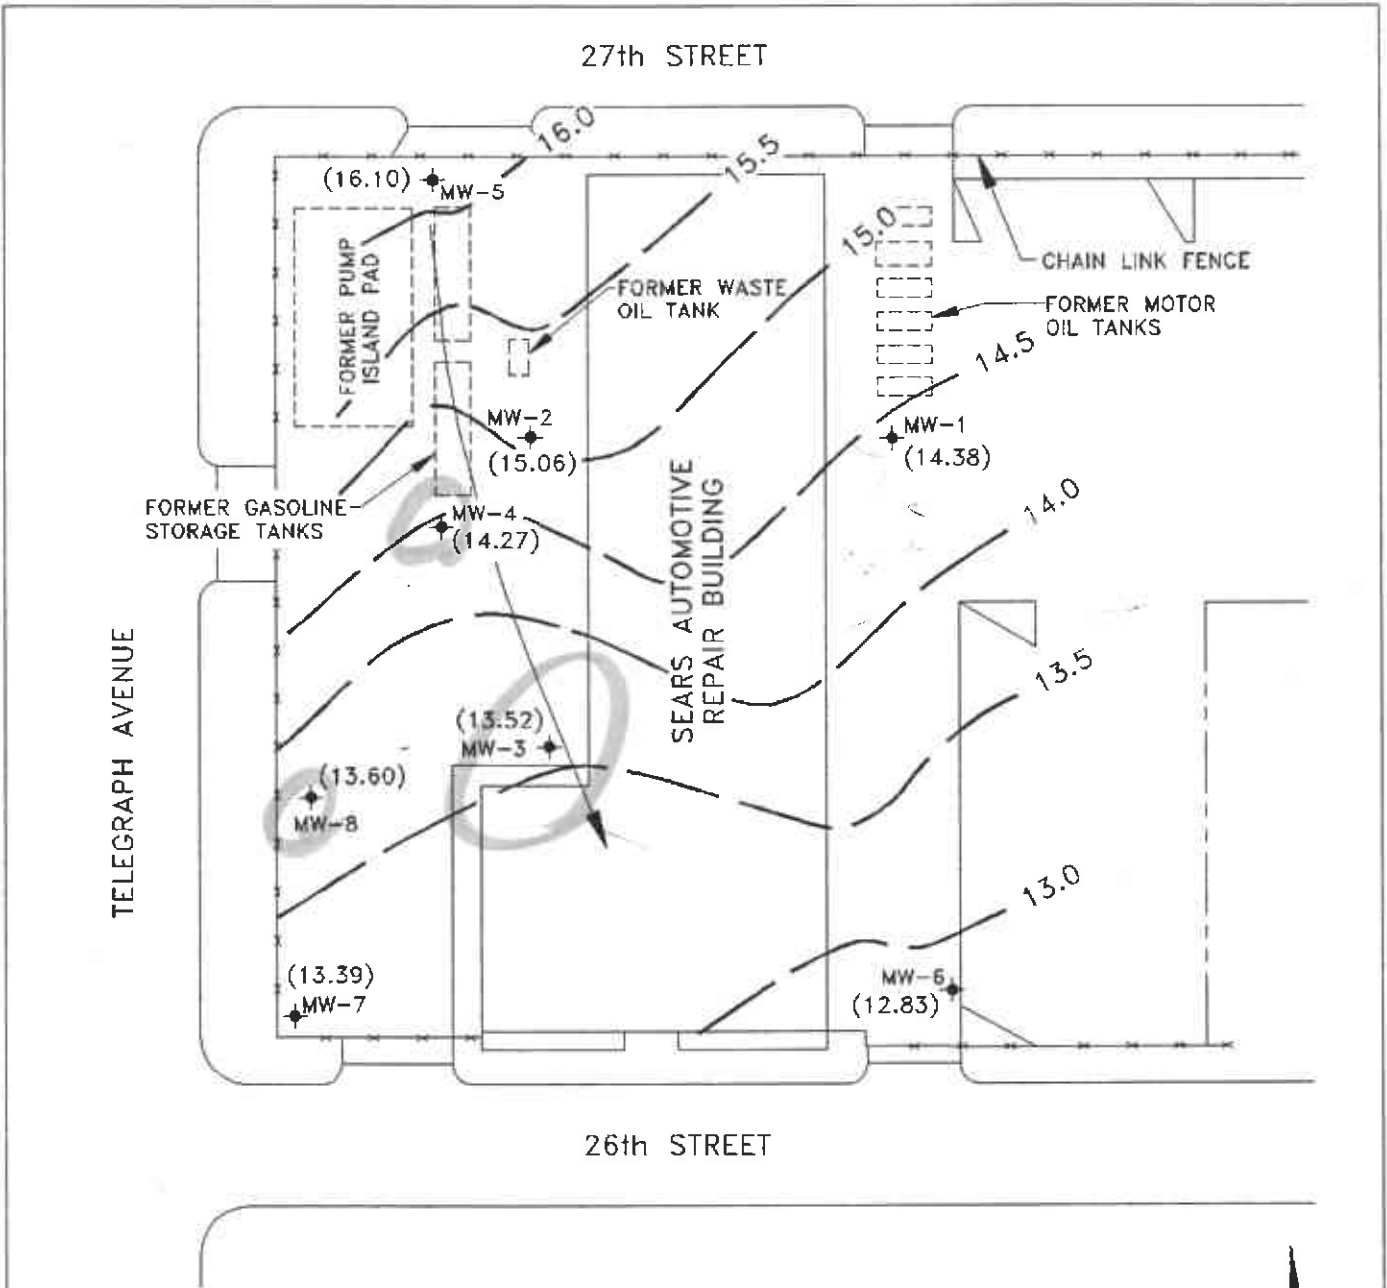 27th STREET
16.0
15.5
(16.10)
MW-5
15.0
FORMER PUMP
ISLAND PAD
CHAIN LINK FENCE
FORMER WASTE
OIL TANK
FORMER MOTOR
OIL TANKS
14.5
MW-2
(15.06)
MW-1
(14.38)
FORMER GASOLINE-
STORAGE TANKS
MW-4
(14.27)
14.0
SEARS AUTOMOTIVE
REPAIR BUILDING
TELEGRAPH AVENUE
13.5
(13.52)
MW-3
(13.60)
MW-8
13.0
(13.39)
MW-7
MW-6
(12.83)
26th STREET